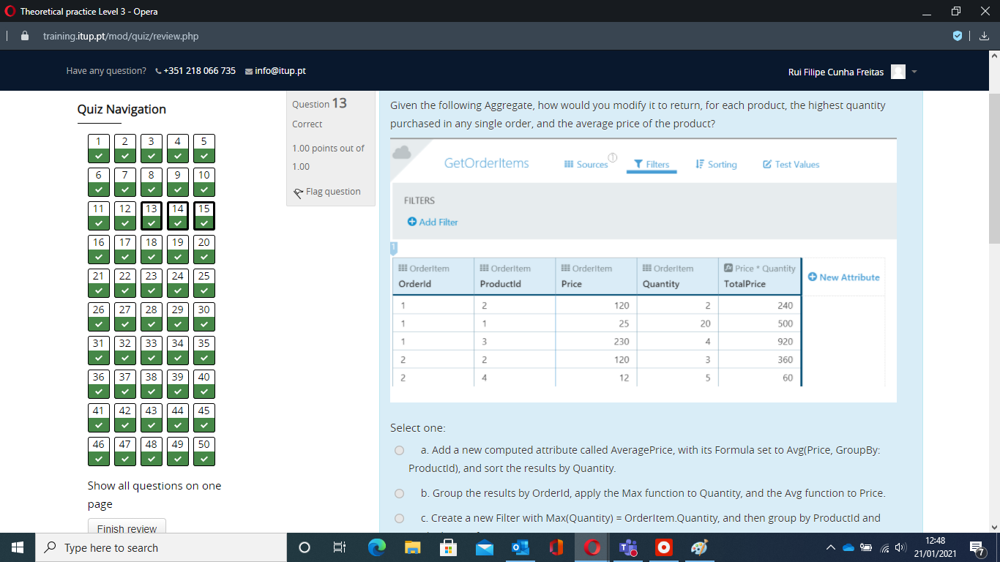 Theoretical practice Level 3 - Opera
training.itup.pt/mod/quiz/review.php
Have any question? +351 218 066 735 info@itup.pt
Rui Filipe Cunha Freitas
Quiz Navigation
1 2 3 4 5
6 7 8 9 10
11 12 13 14 15
16 17 18 19 20
21 22 23 24 25
26 27 28 29 30
31 32 33 34 35
36 37 38 39 40
41 42 43 44 45
46 47 48 49 50
Show all questions on one
page
Finish review
Question 13
Correct
1.00 points out of
1.00
Flag question
Given the following Aggregate, how would you modify it to return, for each product, the highest quantity
purchased in any single order, and the average price of the product?
GetOrderItems Sources 1 Filters Sorting Test Values
FILTERS
Add Filter
1
OrderItem OrderItem OrderItem OrderItem Price * Quantity
OrderId ProductId Price Quantity TotalPrice New Attribute
1 2 120 2 240
1 1 25 20 500
1 3 230 4 920
2 2 120 3 360
2 4 12 5 60
Select one:
a. Add a new computed attribute called AveragePrice, with its Formula set to Avg(Price, GroupBy:
ProductId), and sort the results by Quantity.
b. Group the results by OrderId, apply the Max function to Quantity, and the Avg function to Price.
c. Create a new Filter with Max(Quantity) = OrderItem.Quantity, and then group by ProductId and
Type here to search
12:48
21/01/2021
7